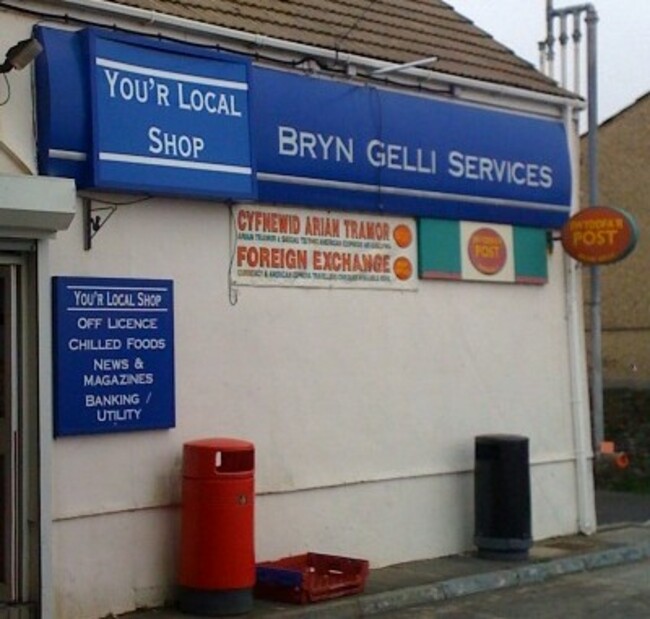 YOU'R LOCAL
SHOP
BRYN GELLI SERVICES
CYFNEWID ARIAN TRAMOR
FOREIGN EXCHANGE
POST
POST
YOU'R LOCAL SHOP
OFF LICENCE
CHILLED FOODS
NEWS &
MAGAZINES
BANKING /
UTILITY